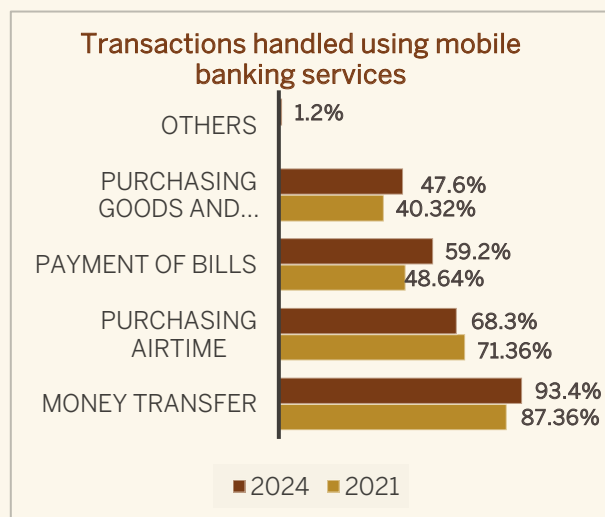 Transactions handled using mobile
banking services
OTHERS
1.2%
PURCHASING
GOODS AND...
47.6%
40.32%
PAYMENT OF BILLS
59.2%
48.64%
PURCHASING
AIRTIME
68.3%
71.36%
MONEY TRANSFER
93.4%
87.36%
2024 2021